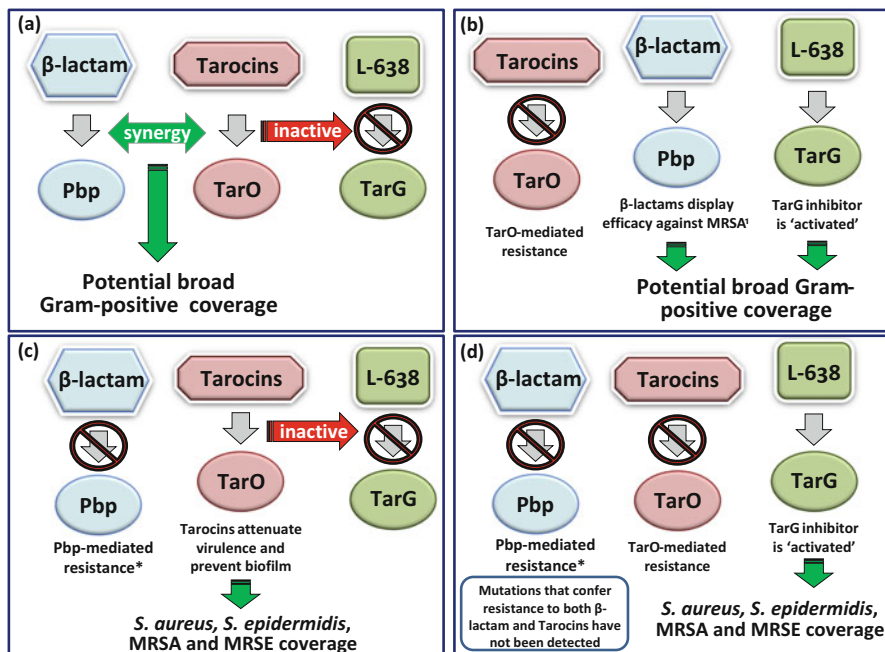 (a)
β-lactam
Tarocins
L-638
synergy
inactive
Pbp
TarO
TarG
Potential broad
Gram-positive coverage
(b)
Tarocins
β-lactam
L-638
TarO
Pbp
TarG
TarO-mediated
resistance
β-lactams display
efficacy against MRSA¹
TarG inhibitor
is ‘activated’
Potential broad Gram-
positive coverage
(c)
β-lactam
Tarocins
L-638
inactive
Pbp
TarO
TarG
Pbp-mediated
resistance*
Tarocins attenuate
virulence and
prevent biofilm
S. aureus, S. epidermidis,
MRSA and MRSE coverage
(d)
β-lactam
Tarocins
L-638
Pbp
TarO
TarG
Pbp-mediated
resistance*
TarO-mediated
resistance
TarG inhibitor
is ‘activated’
Mutations that confer
resistance to both β-
lactam and Tarocins have
not been detected
S. aureus, S. epidermidis,
MRSA and MRSE coverage